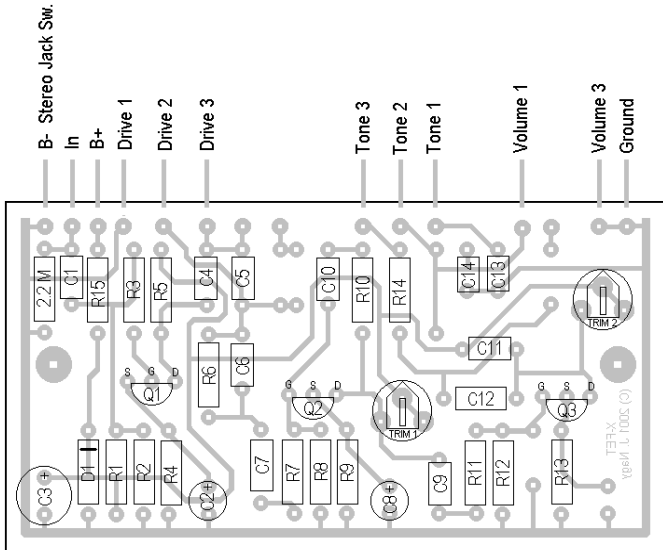 B- Stereo Jack Sw.
In
B+
Drive 1
Drive 2
Drive 3
Tone 3
Tone 2
Tone 1
Volume 1
Volume 3
Ground
2.2 M
C1
R15
R3
R5
C4
C5
C10
R10
R14
C14
C13
TRIM 2
R6
C6
C11
C12
S G D
Q1
G S D
Q2
TRIM 1
G S D
Q3
C3 +
D1
R1
R2
R4
C2+
C7
R7
R8
R9
C8+
C9
R11
R12
R13
X-FET
(C) 2001 J. Nagy